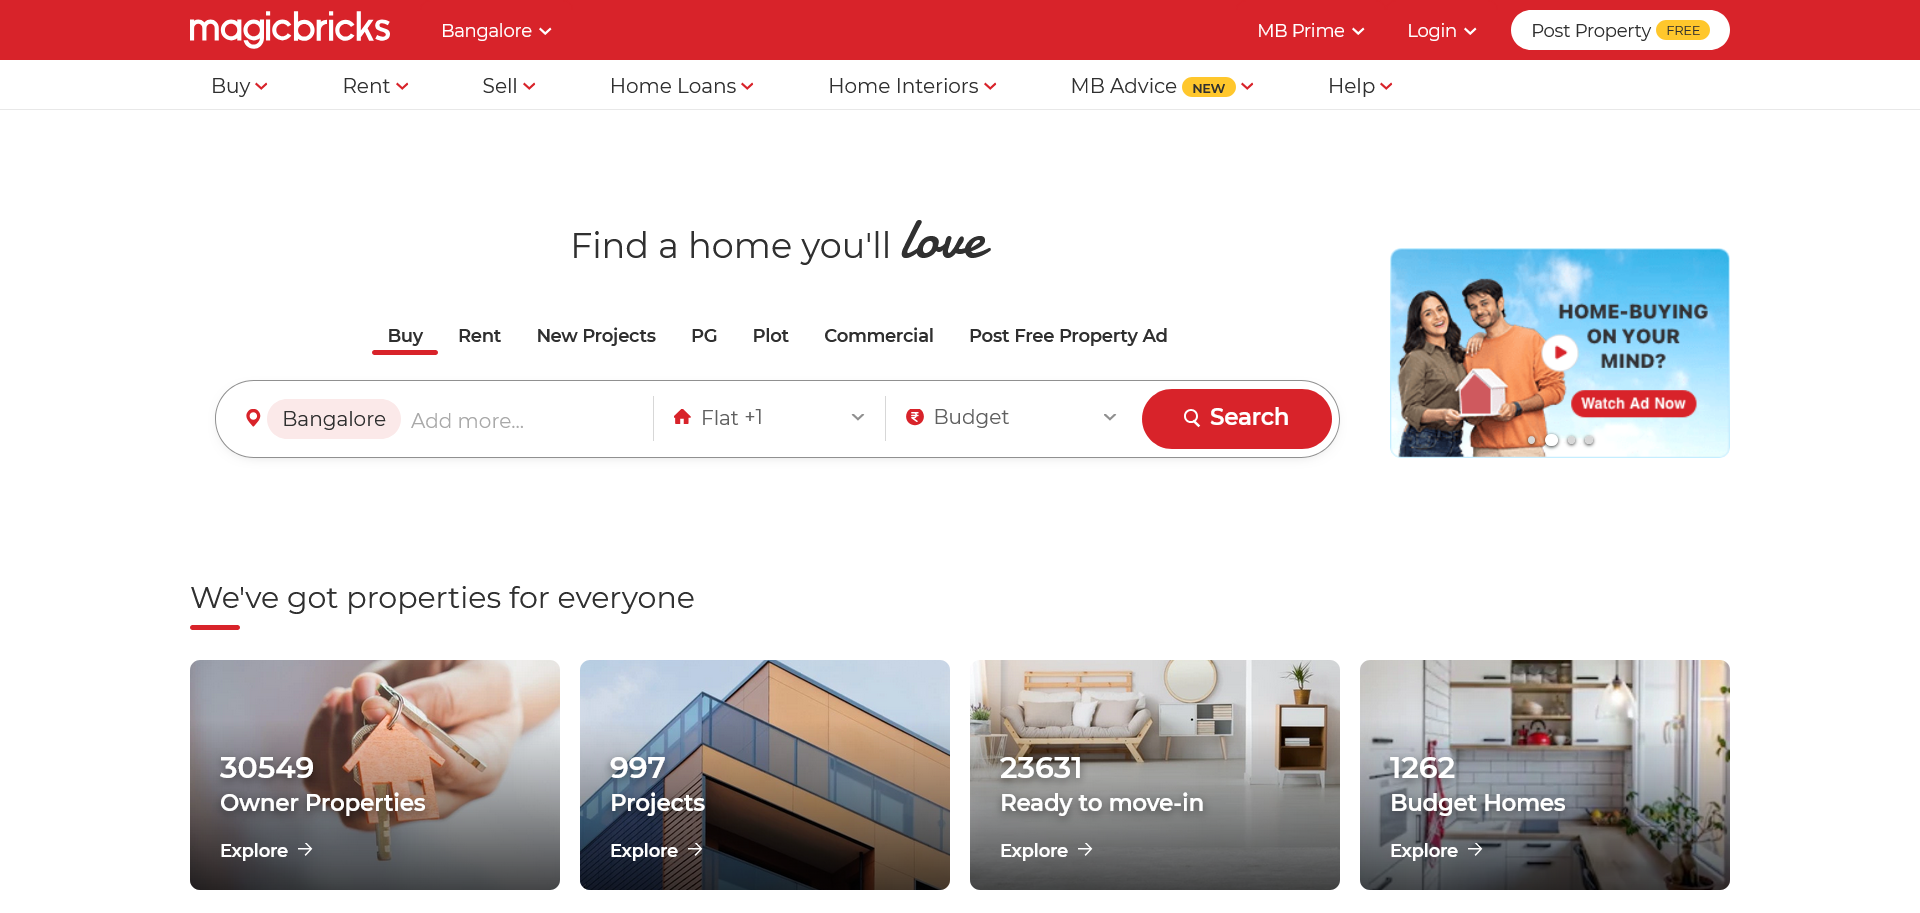 magicbricks
Bangalore
MB Prime
Login
Post Property FREE
Buy
Rent
Sell
Home Loans
Home Interiors
MB Advice NEW
Help
Find a home you'll love
Buy
Rent
New Projects
PG
Plot
Commercial
Post Free Property Ad
Bangalore
Add more...
Flat +1
₹ Budget
Search
HOME-BUYING
ON YOUR
MIND?
Watch Ad Now
We've got properties for everyone
30549
Owner Properties
Explore
997
Projects
Explore
23631
Ready to move-in
Explore
1262
Budget Homes
Explore